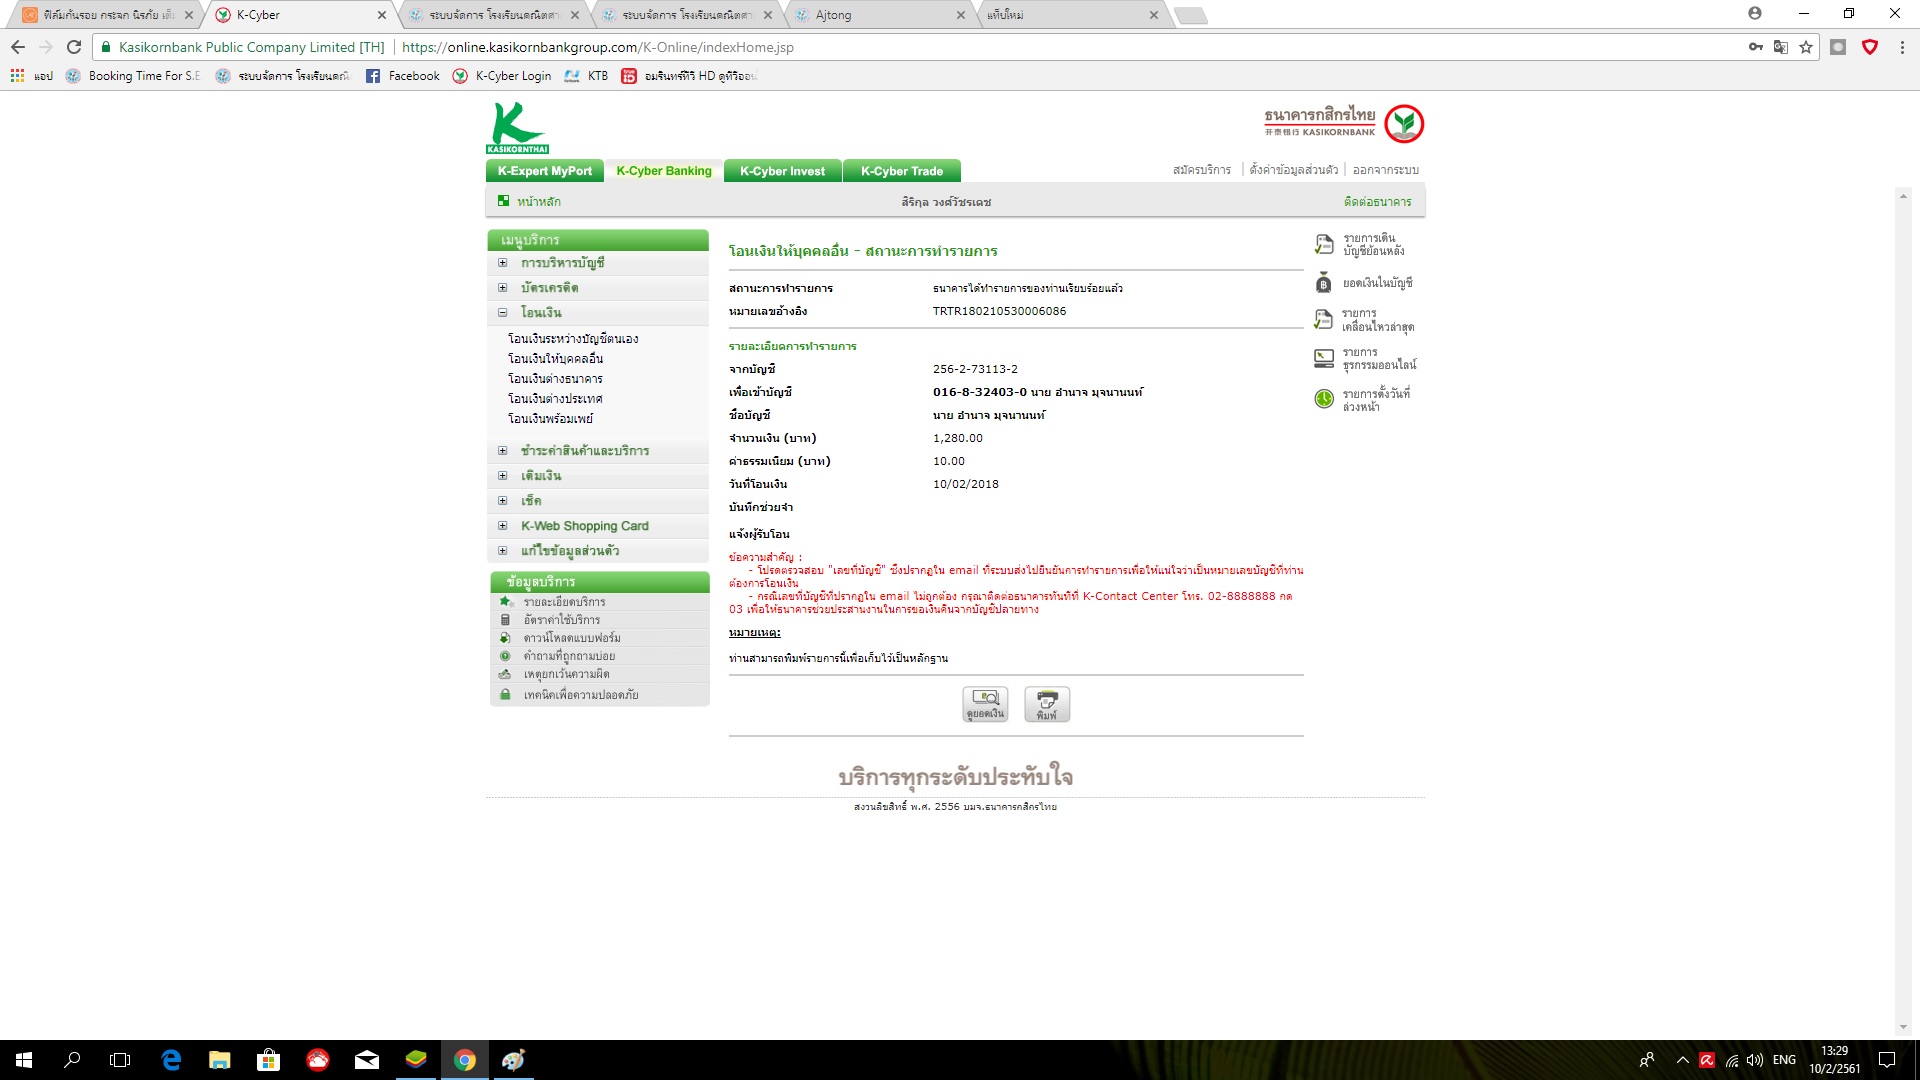 ฟิล์มกันรอย กระจก นิรภัย เต็ม
K-Cyber
ระบบจัดการ โรงเรียนคณิตศา
ระบบจัดการ โรงเรียนคณิตศา
Ajtong
แท็บใหม่
Kasikornbank Public Company Limited [TH]
https://online.kasikornbankgroup.com/K-Online/indexHome.jsp
แอป
Booking Time For S.E
ระบบจัดการ โรงเรียนคณิ
Facebook
K-Cyber Login
KTB
อมรินทร์ทีวี HD ดูทีวีออน
KASIKORNTHAI
ธนาคารกสิกรไทย
开泰银行 KASIKORNBANK
K-Expert MyPort
K-Cyber Banking
K-Cyber Invest
K-Cyber Trade
สมัครบริการ
ตั้งค่าข้อมูลส่วนตัว
ออกจากระบบ
หน้าหลัก
สิริกุล วงศ์วัชรเดช
ติดต่อธนาคาร
เมนูบริการ
การบริหารบัญชี
บัตรเครดิต
โอนเงิน
โอนเงินระหว่างบัญชีตนเอง
โอนเงินให้บุคคลอื่น
โอนเงินต่างธนาคาร
โอนเงินต่างประเทศ
โอนเงินพร้อมเพย์
ชำระค่าสินค้าและบริการ
เติมเงิน
เช็ค
K-Web Shopping Card
แก้ไขข้อมูลส่วนตัว
ข้อมูลบริการ
รายละเอียดบริการ
อัตราค่าใช้บริการ
ดาวน์โหลดแบบฟอร์ม
คำถามที่ถูกถามบ่อย
เหตุยกเว้นความผิด
เทคนิคเพื่อความปลอดภัย
โอนเงินให้บุคคลอื่น - สถานะการทำรายการ
สถานะการทำรายการ ธนาคารได้ทำรายการของท่านเรียบร้อยแล้ว
หมายเลขอ้างอิง TRTR180210530006086
รายละเอียดการทำรายการ
จากบัญชี 256-2-73113-2
เพื่อเข้าบัญชี 016-8-32403-0 นาย อำนาจ มุจนานนท์
ชื่อบัญชี นาย อำนาจ มุจนานนท์
จำนวนเงิน (บาท) 1,280.00
ค่าธรรมเนียม (บาท) 10.00
วันที่โอนเงิน 10/02/2018
บันทึกช่วยจำ
แจ้งผู้รับโอน
ข้อความสำคัญ :
- โปรดตรวจสอบ "เลขที่บัญชี" ซึ่งปรากฏใน email ที่ระบบส่งไปยืนยันการทำรายการเพื่อให้แน่ใจว่าเป็นหมายเลขบัญชีที่ท่าน
ต้องการโอนเงิน
- กรณีเลขที่บัญชีที่ปรากฏใน email ไม่ถูกต้อง กรุณาติดต่อธนาคารทันทีที่ K-Contact Center โทร. 02-8888888 กด
03 เพื่อให้ธนาคารช่วยประสานงานในการขอเงินคืนจากบัญชีปลายทาง
หมายเหตุ:
ท่านสามารถพิมพ์รายการนี้เพื่อเก็บไว้เป็นหลักฐาน
ดูยอดเงิน
พิมพ์
รายการเดิน
บัญชีย้อนหลัง
ยอดเงินในบัญชี
รายการ
เคลื่อนไหวล่าสุด
รายการ
ธุรกรรมออนไลน์
รายการตั้งวันที่
ล่วงหน้า
บริการทุกระดับประทับใจ
สงวนลิขสิทธิ์ พ.ศ. 2556 บมจ.ธนาคารกสิกรไทย
ENG
13:29
10/2/2561